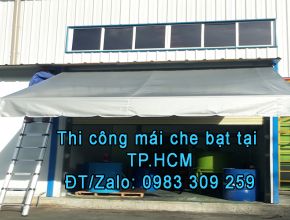 Thi công mái che bạt tại
TP.HCM
ĐT/Zalo: 0983 309 259